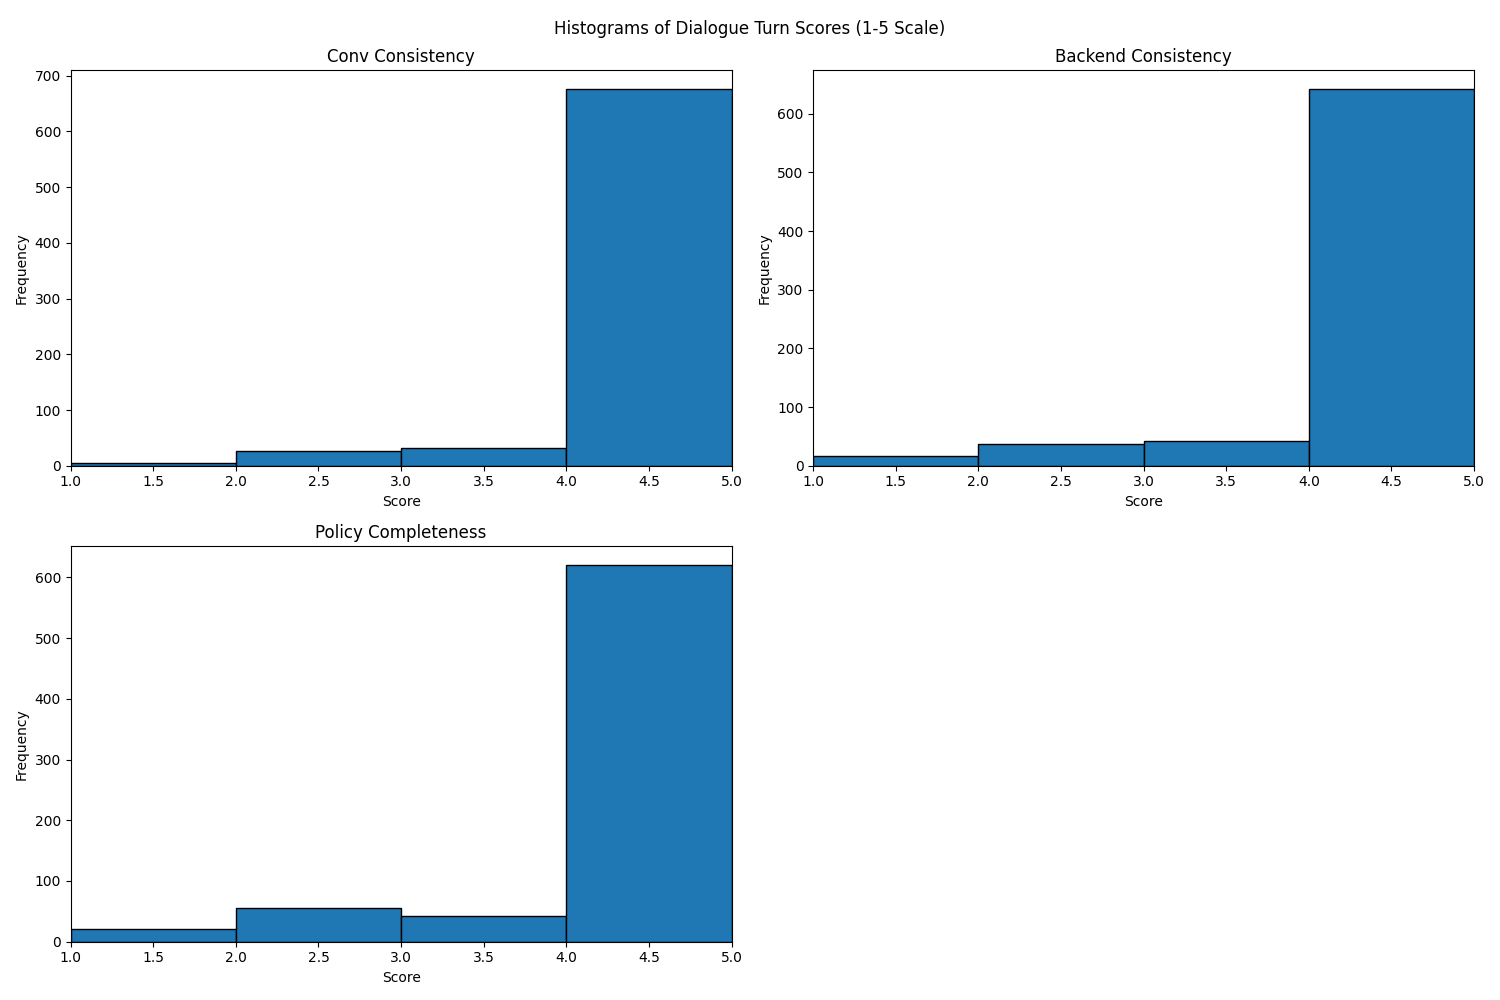 Histograms of Dialogue Turn Scores (1-5 Scale)
Conv Consistency
700
600
500
400
300
200
100
0
Frequency
1.0 1.5 2.0 2.5 3.0 3.5 4.0 4.5 5.0
Score
Backend Consistency
600
500
400
300
200
100
0
Frequency
1.0 1.5 2.0 2.5 3.0 3.5 4.0 4.5 5.0
Score
Policy Completeness
600
500
400
300
200
100
0
Frequency
1.0 1.5 2.0 2.5 3.0 3.5 4.0 4.5 5.0
Score